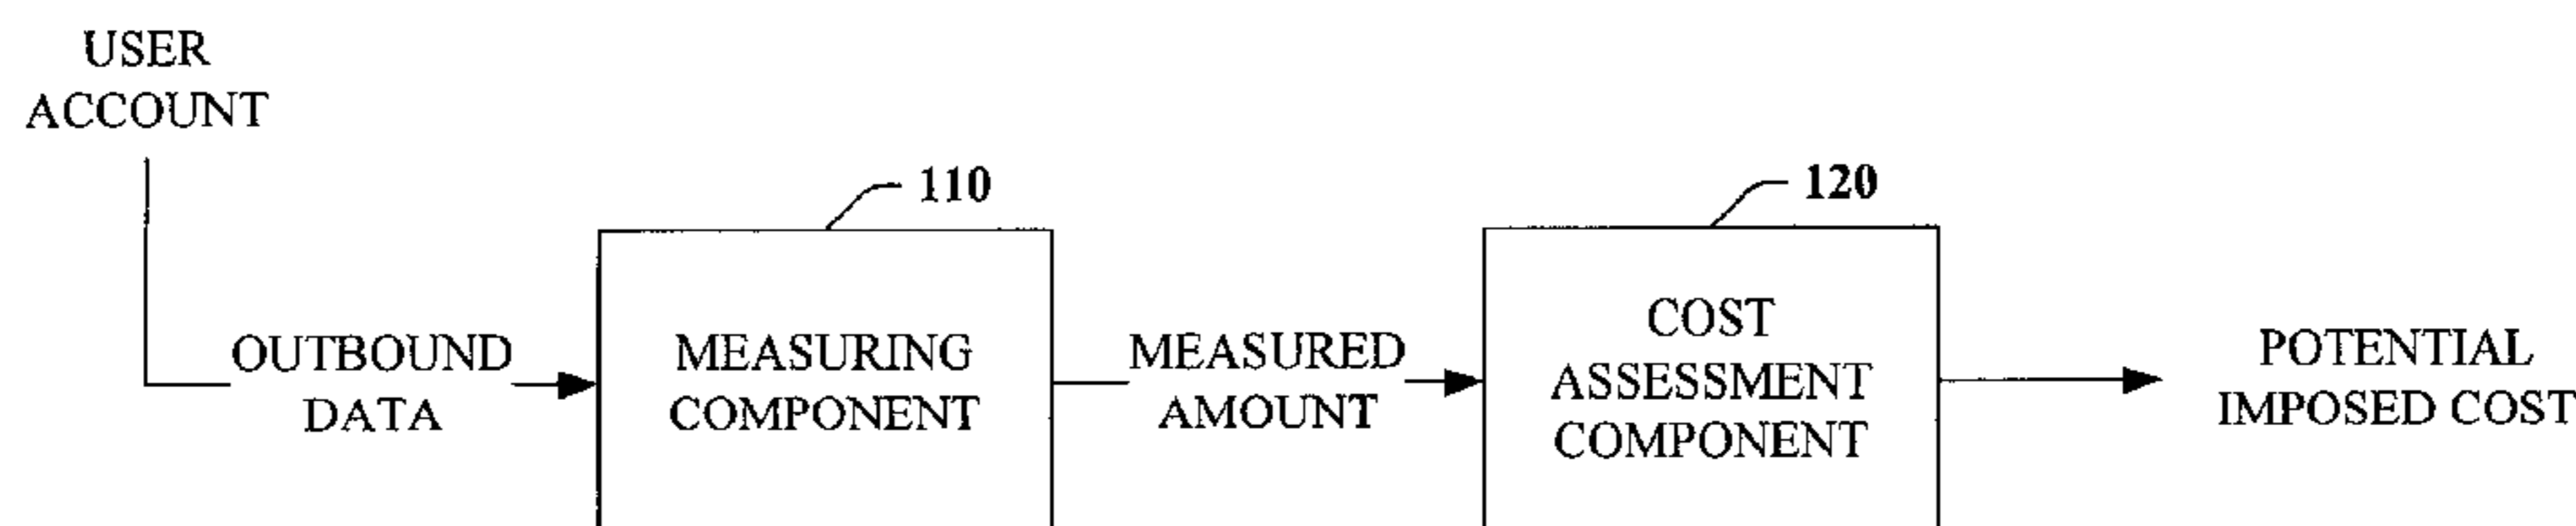 USER
ACCOUNT
110
120
OUTBOUND
DATA
MEASURING
COMPONENT
MEASURED
AMOUNT
COST
ASSESSMENT
COMPONENT
POTENTIAL
IMPOSED COST